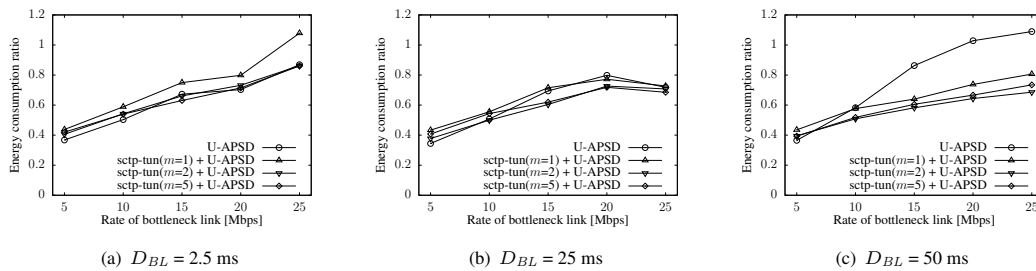 Energy consumption ratio
1.2
1
0.8
0.6
0.4
0.2
0
U-APSD
sctp-tun(m=1) + U-APSD
sctp-tun(m=2) + U-APSD
sctp-tun(m=5) + U-APSD
5 10 15 20 25
Rate of bottleneck link [Mbps]
(a) D_BL = 2.5 ms
Energy consumption ratio
1.2
1
0.8
0.6
0.4
0.2
0
U-APSD
sctp-tun(m=1) + U-APSD
sctp-tun(m=2) + U-APSD
sctp-tun(m=5) + U-APSD
5 10 15 20 25
Rate of bottleneck link [Mbps]
(b) D_BL = 25 ms
Energy consumption ratio
1.2
1
0.8
0.6
0.4
0.2
0
U-APSD
sctp-tun(m=1) + U-APSD
sctp-tun(m=2) + U-APSD
sctp-tun(m=5) + U-APSD
5 10 15 20 25
Rate of bottleneck link [Mbps]
(c) D_BL = 50 ms